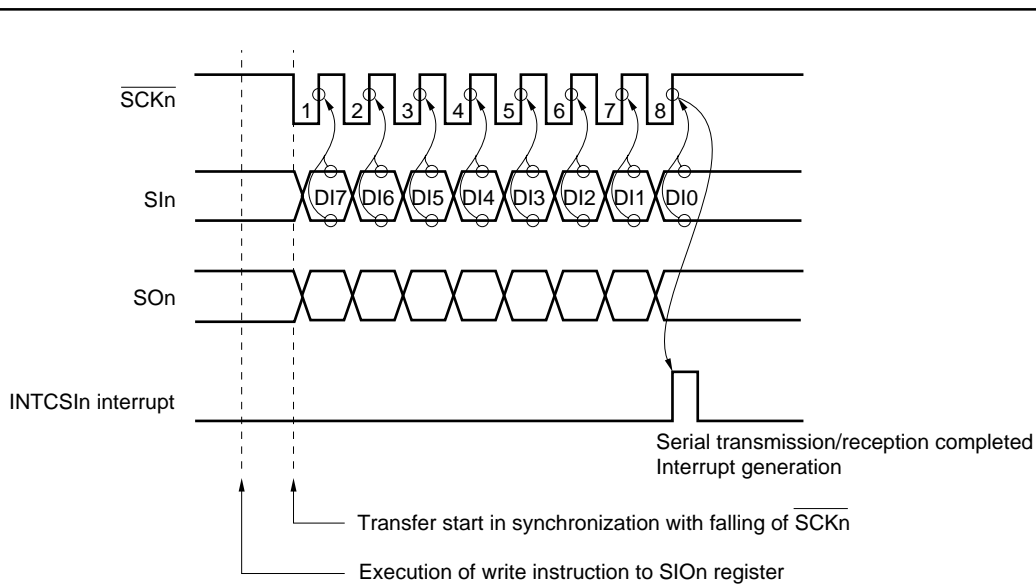 SCKn
1 2 3 4 5 6 7 8
SIn
DI7 DI6 DI5 DI4 DI3 DI2 DI1 DI0
SOn
INTCSIn interrupt
Serial transmission/reception completed
Interrupt generation
Transfer start in synchronization with falling of SCKn
Execution of write instruction to SIOn register